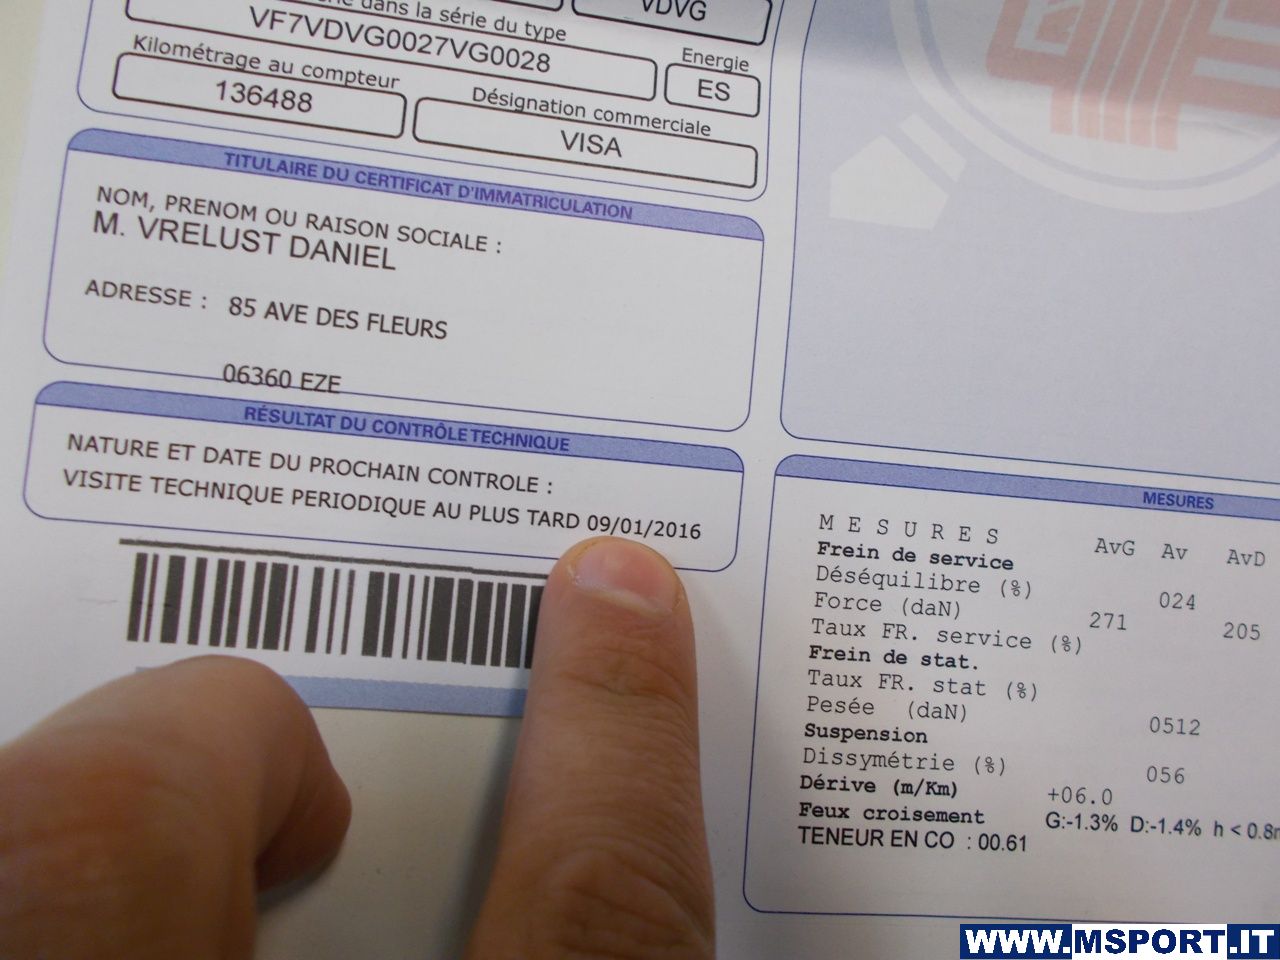 dans la série du type
VDVG
VF7VDVG0027VG0028
Energie
ES
Kilométrage au compteur
136488
Désignation commerciale
VISA
TITULAIRE DU CERTIFICAT D'IMMATRICULATION
NOM, PRENOM OU RAISON SOCIALE :
M. VRELUST DANIEL
ADRESSE : 85 AVE DES FLEURS
06360 EZE
RÉSULTAT DU CONTRÔLE TECHNIQUE
NATURE ET DATE DU PROCHAIN CONTROLE :
VISITE TECHNIQUE PERIODIQUE AU PLUS TARD 09/01/2016
MESURES
M E S U R E S AvG Av AvD
Frein de service
Déséquilibre (%) 024
Force (daN) 271 205
Taux FR. service (%)
Frein de stat.
Taux FR. stat (%)
Pesée (daN) 0512
Suspension
Dissymétrie (%) 056
Dérive (m/Km) +06.0
Feux croisement G:-1.3% D:-1.4% h < 0.8m
TENEUR EN CO : 00.61
WWW.MSPORT.IT